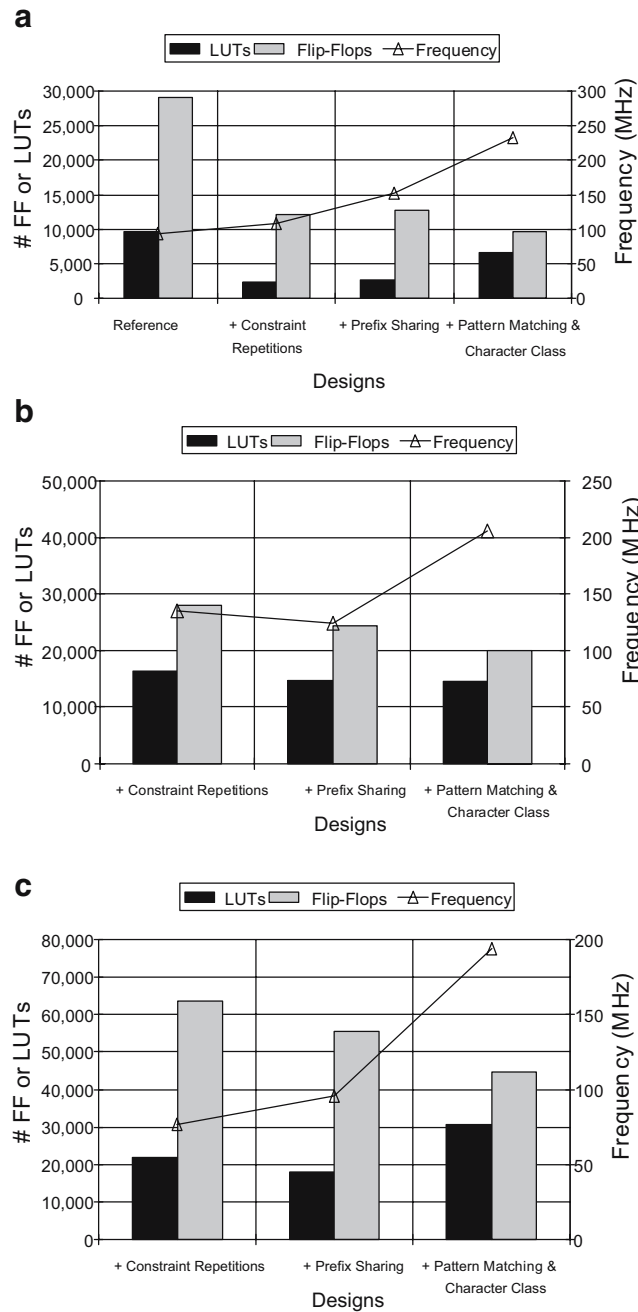 a
LUTs Flip-Flops Frequency
# FF or LUTs
30,000 300
25,000 250
20,000 200
15,000 150
10,000 100
5,000 50
0 0
Frequency (MHz)
Reference + Constraint + Prefix Sharing + Pattern Matching &
Repetitions Character Class
Designs
b
LUTs Flip-Flops Frequency
# FF or LUTs
50,000 250
40,000 200
30,000 150
20,000 100
10,000 50
0 0
Frequency (MHz)
+ Constraint Repetitions + Prefix Sharing + Pattern Matching &
Character Class
Designs
c
LUTs Flip-Flops Frequency
# FF or LUTs
80,000 200
70,000
60,000 150
50,000
40,000 100
30,000
20,000 50
10,000
0 0
Frequency (MHz)
+ Constraint Repetitions + Prefix Sharing + Pattern Matching &
Character Class
Designs